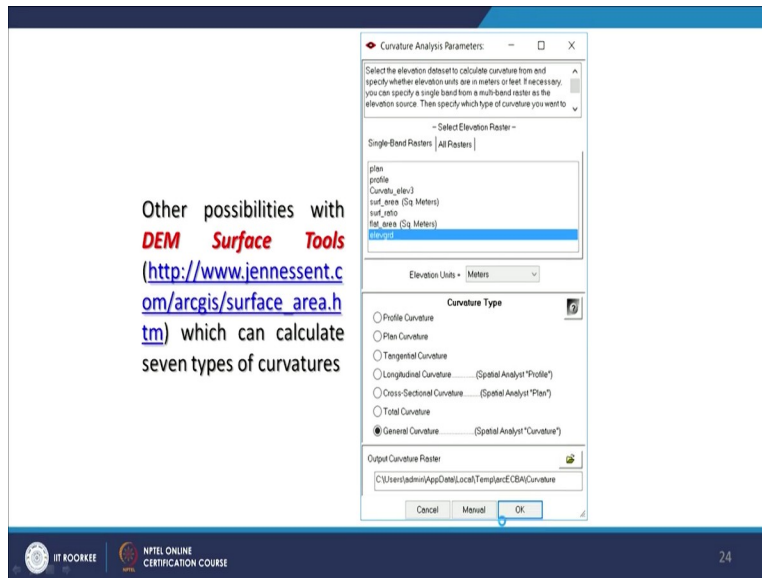 Other possibilities with
DEM Surface Tools
(http://www.jennessent.c
om/arcgis/surface_area.h
tm) which can calculate
seven types of curvatures
Curvature Analysis Parameters:
Select the elevation dataset to calculate curvature from and
specify whether elevation units are in meters or feet. If necessary,
you can specify a single band from a multi-band raster as the
elevation source. Then specify which type of curvature you want to
- Select Elevation Raster -
Single-Band Rasters All Rasters
plan
profile
Curvatu_elev3
surf_area (Sq. Meters)
surf_ratio
flat_area (Sq. Meters)
elevgrd
Elevation Units = Meters
Curvature Type
Profile Curvature
Plan Curvature
Tangential Curvature
Longitudinal Curvature............(Spatial Analyst "Profile")
Cross-Sectional Curvature.......(Spatial Analyst "Plan")
Total Curvature
General Curvature....................(Spatial Analyst "Curvature")
Output Curvature Raster
C:\Users\admin\AppData\Local\Temp\arcECBA\Curvature
Cancel Manual OK
IIT ROORKEE
NPTEL ONLINE
CERTIFICATION COURSE
24